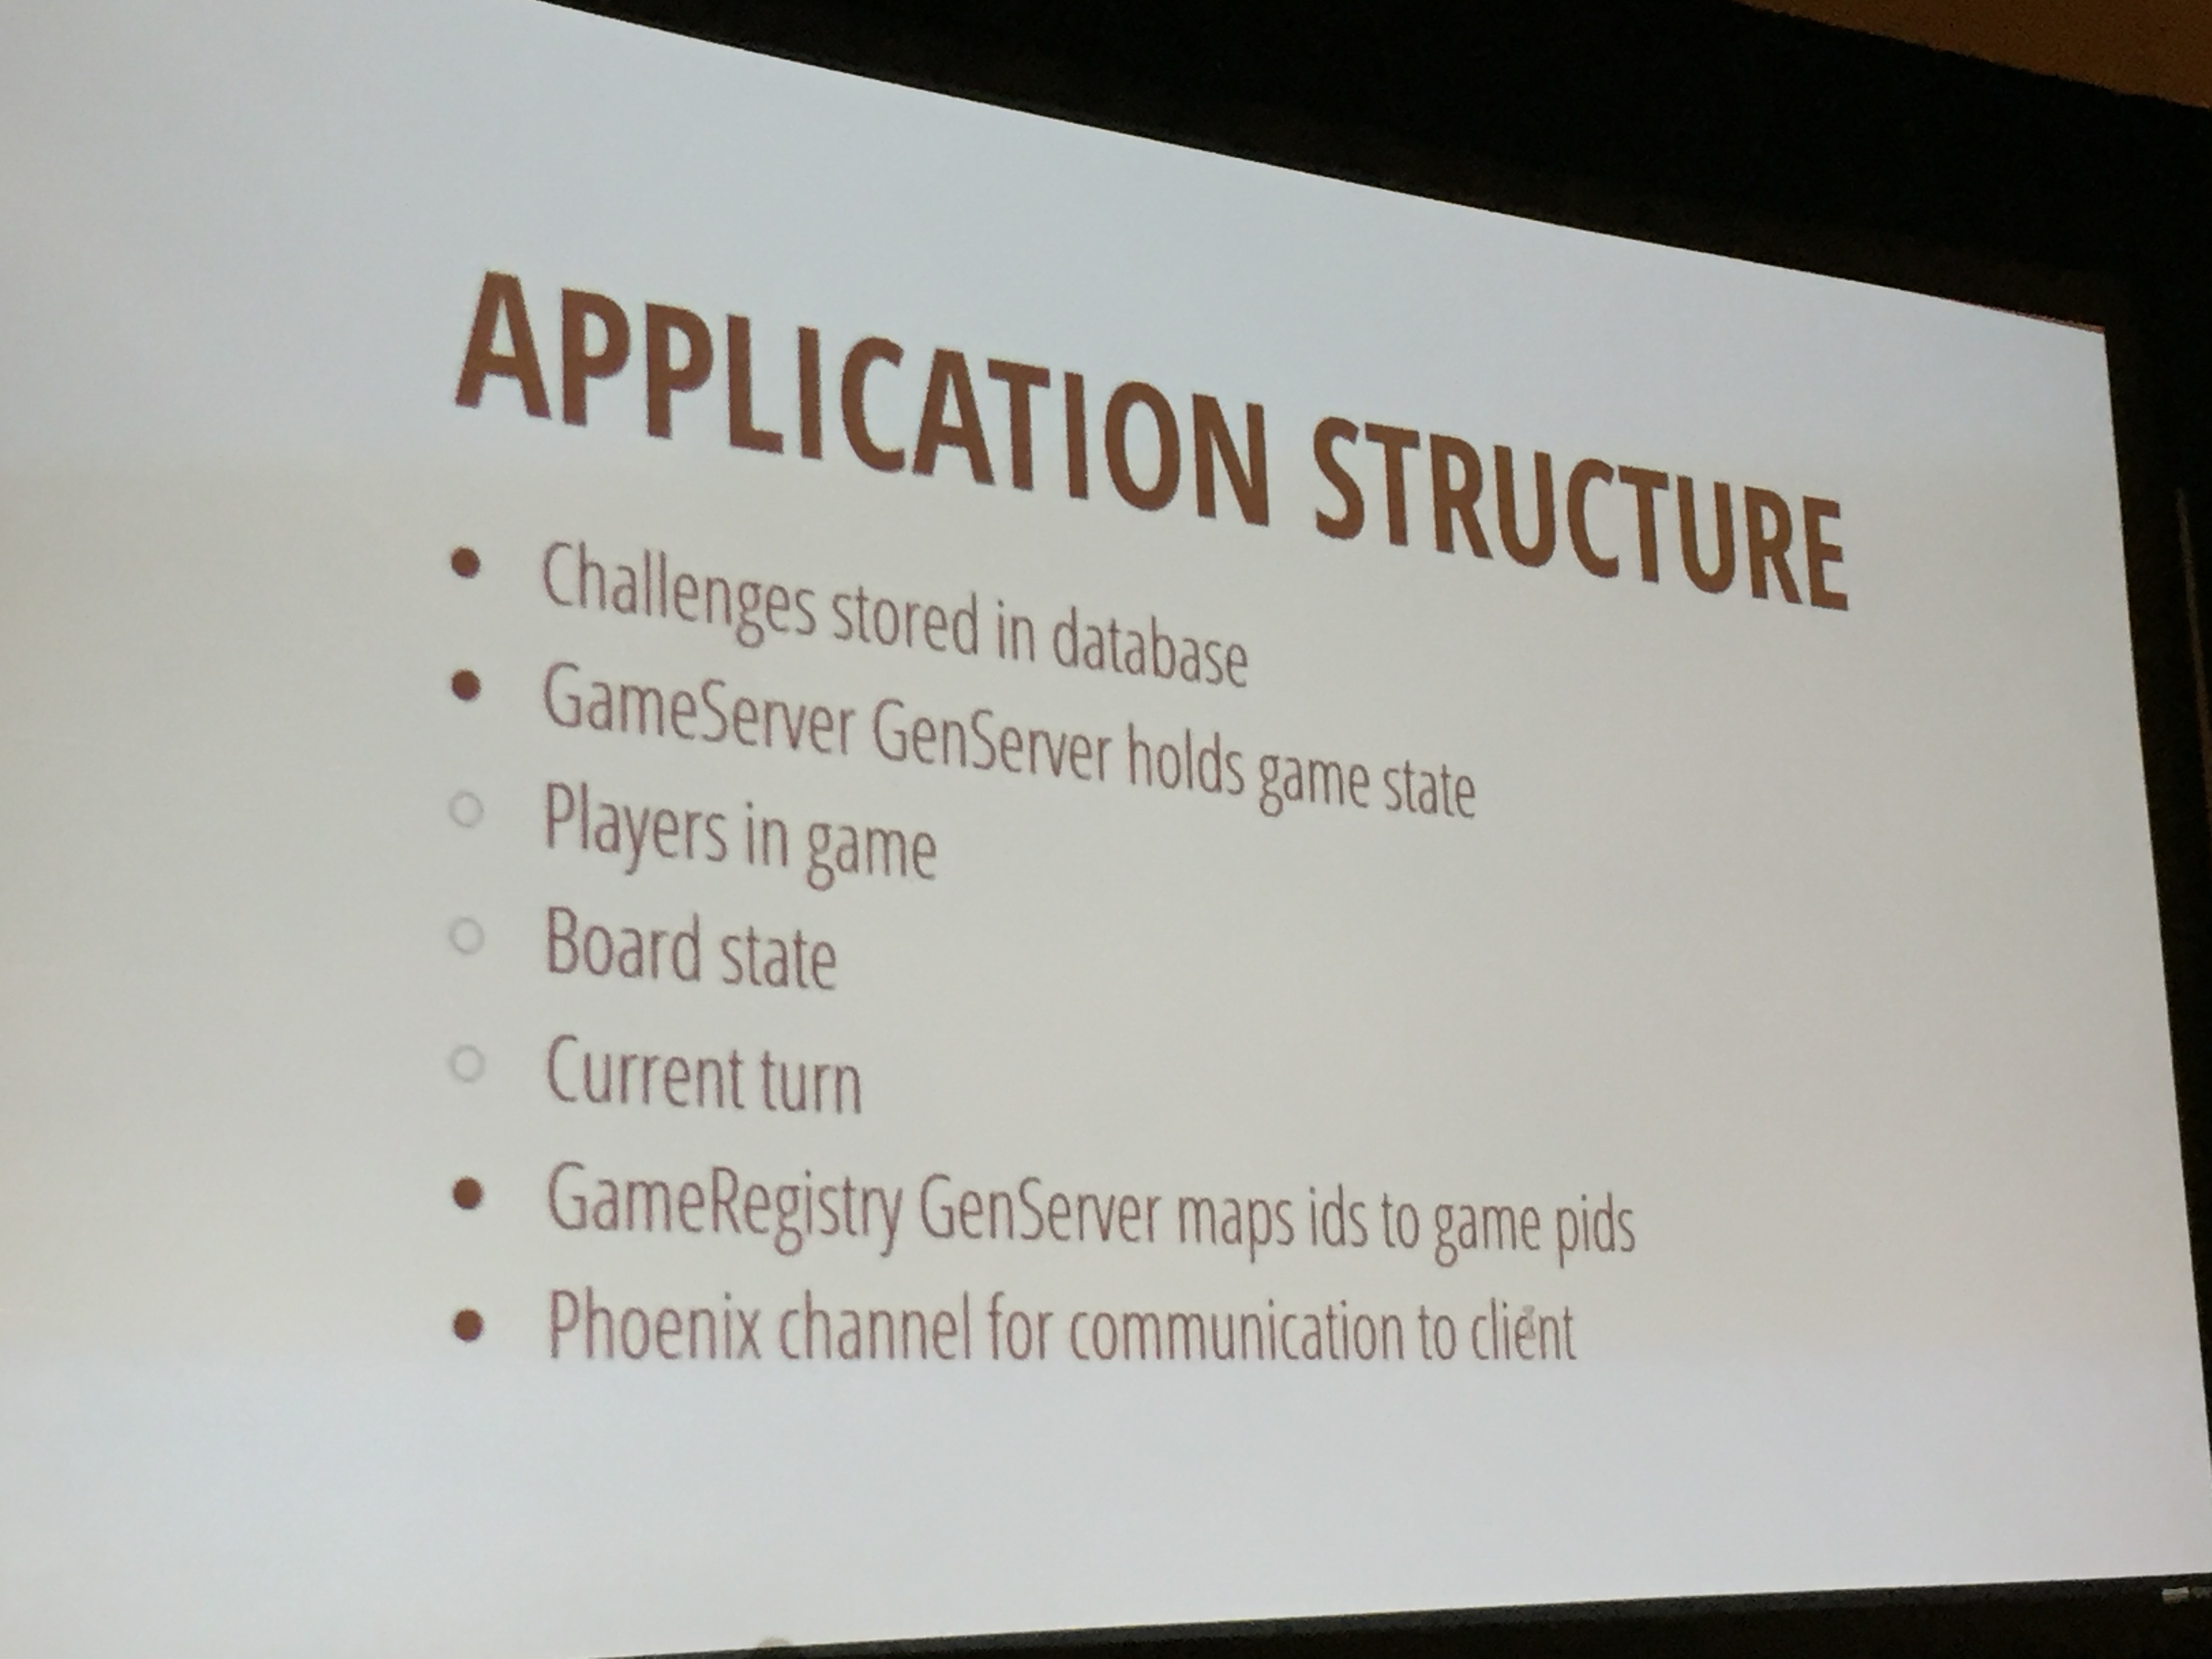 APPLICATION STRUCTURE
• Challenges stored in database
• GameServer GenServer holds game state
○ Players in game
○ Board state
○ Current turn
• GameRegistry GenServer maps ids to game pids
• Phoenix channel for communication to client